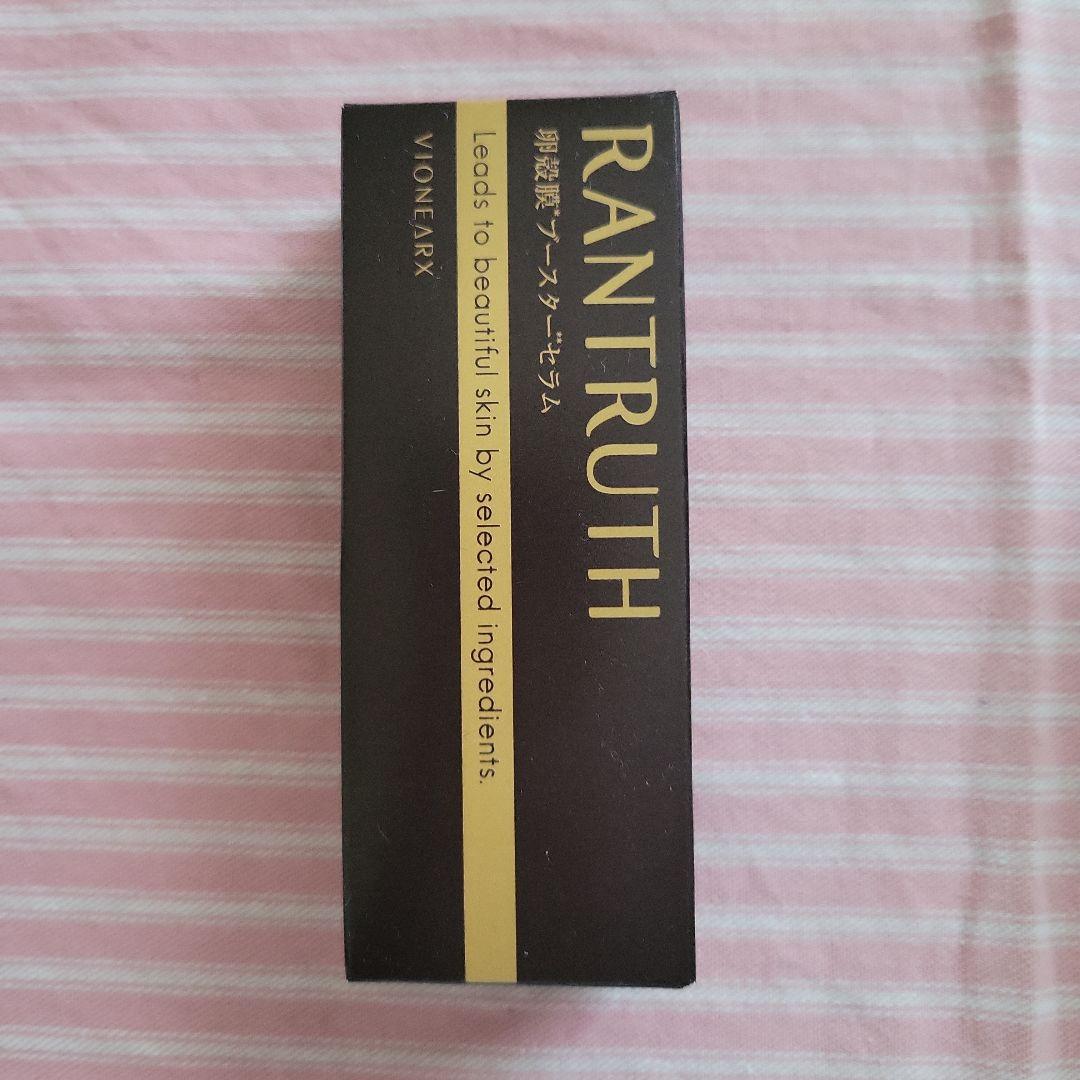 RANTRUTH
卵殻膜*ブースター**セラム
Leads to beautiful skin by selected ingredients.
VIONEARX